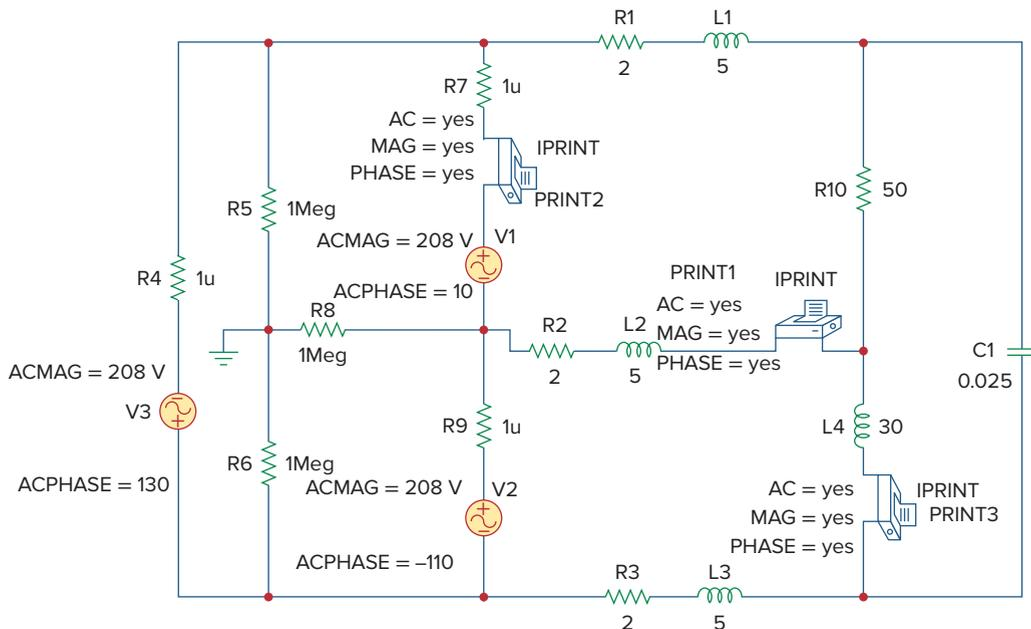 R1
L1
2
5
R7
1u
AC = yes
MAG = yes
PHASE = yes
IPRINT
PRINT2
R10
50
R5
1Meg
ACMAG = 208 V
V1
R4
1u
PRINT1
IPRINT
ACPHASE = 10
AC = yes
R8
1Meg
R2
2
L2
5
MAG = yes
PHASE = yes
C1
0.025
ACMAG = 208 V
V3
R9
1u
L4
30
R6
1Meg
ACPHASE = 130
ACMAG = 208 V
V2
AC = yes
MAG = yes
PHASE = yes
IPRINT
PRINT3
ACPHASE = –110
R3
L3
2
5